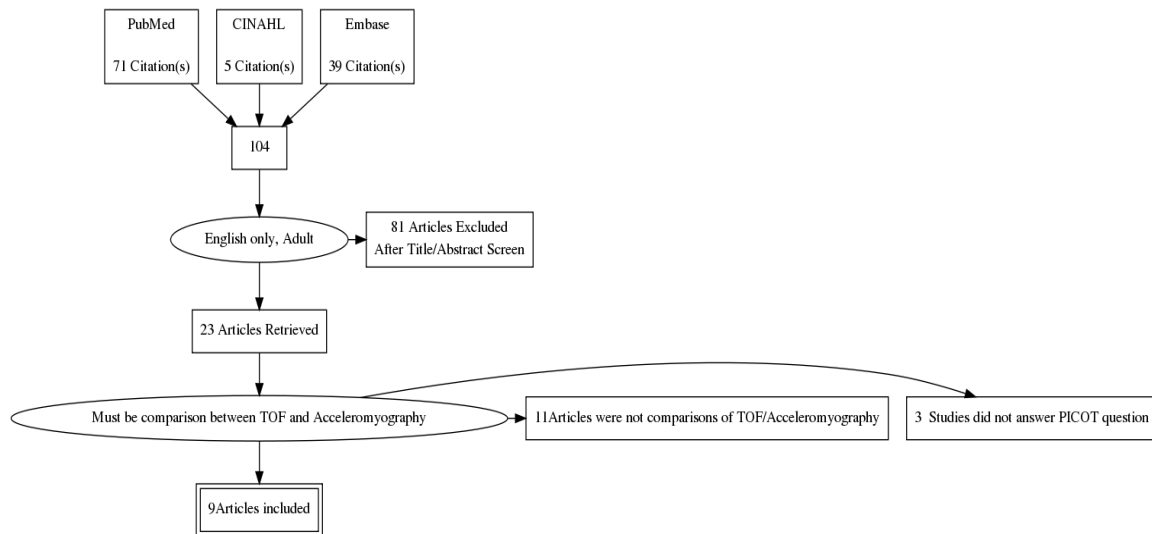 PubMed
71 Citation(s)
CINAHL
5 Citation(s)
Embase
39 Citation(s)
104
English only, Adult
81 Articles Excluded
After Title/Abstract Screen
23 Articles Retrieved
Must be comparison between TOF and Acceleromyography
11Articles were not comparisons of TOF/Acceleromyography
3  Studies did not answer PICOT question
9Articles included